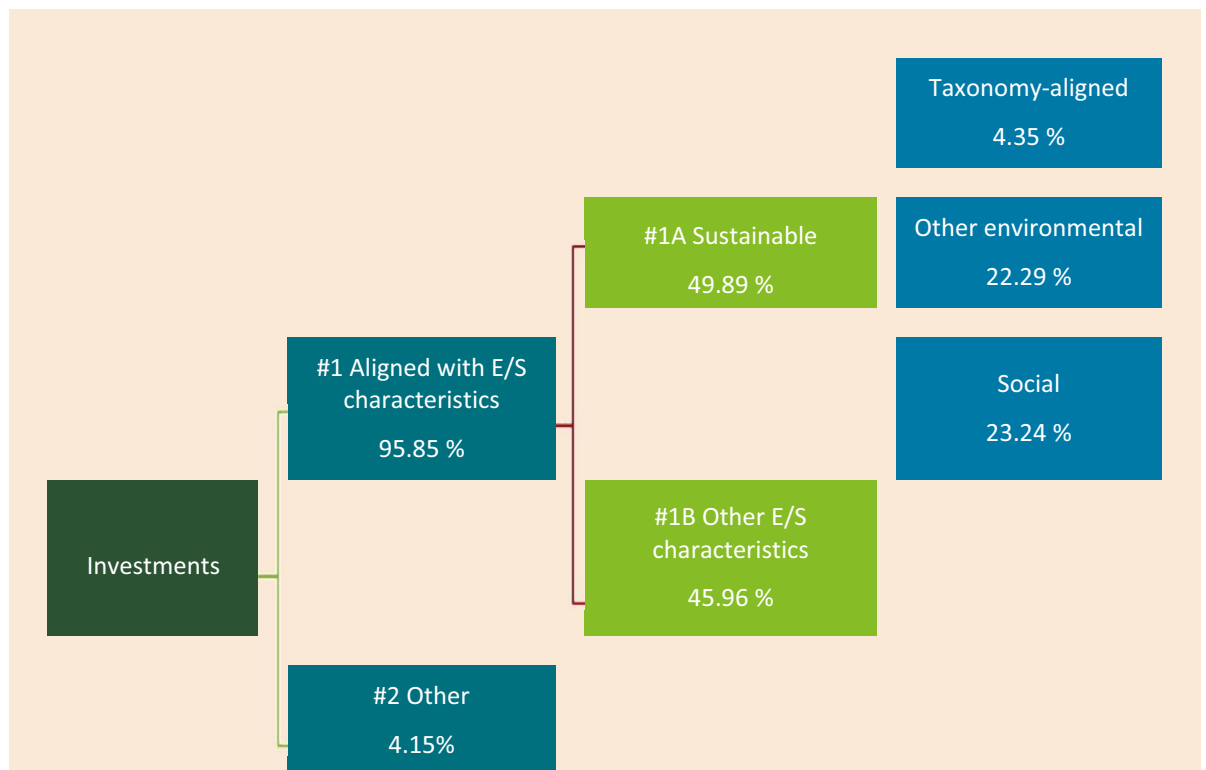 Taxonomy-aligned
4.35 %
#1A Sustainable
49.89 %
Other environmental
22.29 %
#1 Aligned with E/S
characteristics
95.85 %
Social
23.24 %
Investments
#1B Other E/S
characteristics
45.96 %
#2 Other
4.15%